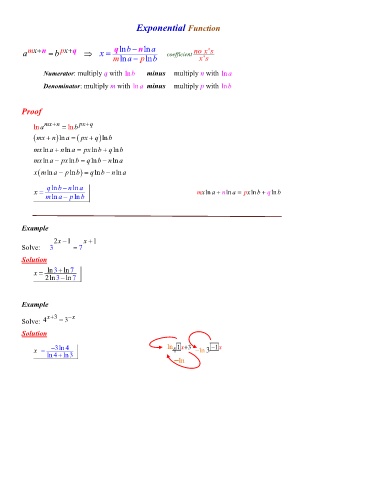 Exponential Function
a^{mx+n} = b^{px+q} ⇒ x = \frac{q ln b − n ln a}{m ln a − p ln b} coefficient \frac{no x's}{x's}
Numerator: multiply q with ln b minus multiply n with ln a
Denominator: multiply m with ln a minus multiply p with ln b
Proof
ln a^{mx+n} = ln b^{px+q}
(mx + n) ln a = (px + q) ln b
mx ln a + n ln a = px ln b + q ln b
mx ln a − px ln b = q ln b − n ln a
x(m ln a − p ln b) = q ln b − n ln a
x = \frac{q ln b − n ln a}{m ln a − p ln b} mx ln a + n ln a = px ln b + q ln b
Example
Solve: 3^{2x−1} = 7^{x+1}
Solution
x = \frac{ln 3 + ln 7}{2 ln 3 − ln 7}
Example
Solve: 4^{x+3} = 3^{−x}
Solution
x = \frac{−3 ln 4}{ln 4 + ln 3} ln 4^{1x+3} − ln 3^{−1x}
−ln